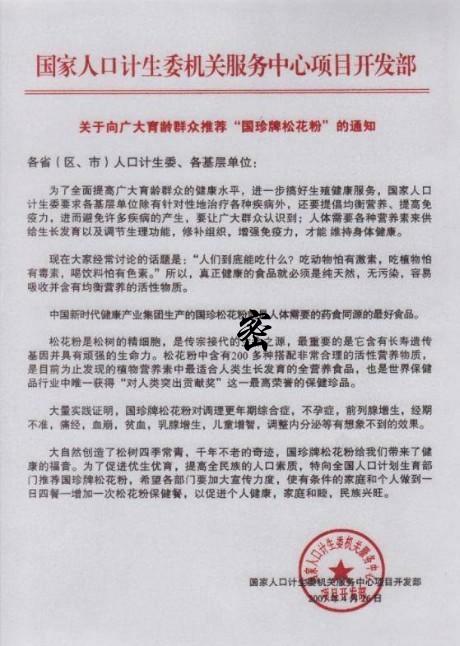 国家人口计生委机关服务中心项目开发部
关于向广大育龄群众推荐“国珍牌松花粉”的通知
各省（区、市）人口计生委、各基层单位：
为了全面提高广大育龄群众的健康水平，进一步搞好生殖健康服务，国家人口
计生委要求各基层单位除有针对性地治疗各种疾病外，还要提倡均衡营养、提高免
疫力，进而避免许多疾病的产生，要让广大群众认识到；人体需要各种营养素来供
给生长发育以及调节生理功能，修补组织，增强免疫力，才能 维持身体健康。
现在大家经常讨论的话题是：“人们到底能吃什么？吃动物怕有激素，吃植物怕
有毒素，喝饮料怕有色素。”所以，真正健康的食品就必须是纯天然，无污染，容易
吸收并含有均衡营养的活性物质。
中国新时代健康产业集团生产的国珍松花粉 人体需要的药食同源的最好食品。
密
松花粉是松树的精细胞，是传宗接代的 之源，最重要的是它含有长寿遗传
基因并具有顽强的生命力。松花粉中含有200 多种搭配非常合理的活性营养物质，
是目前为止发现的植物营养素中最适合人类生长发育的全营养食品，也是世界保健
品行业中唯一获得“对人类突出贡献奖”这一最高荣誉的保健珍品。
大量实践证明，国珍牌松花粉对调理更年期综合症，不孕症，前列腺增生，经期
不准，痛经，血崩，贫血，乳腺增生，儿童增智，调整内分泌等有想象不到的效果。
大自然创造了松树四季常青，千年不老的奇迹，国珍牌松花粉给我们带来了健
康的福音。为了促进优生优育，提高全民族的人口素质，特向全国人口计划生育部
门推荐国珍牌松花粉，希望各部门要加大宣传力度，使有条件的家庭和个人做到一
日四餐一增加一次松花粉保健餐，以促进个人健康，家庭和睦，民族兴旺。
国家人口计生委机关服务中心项目开发部
2007年4月26日
国家人口计生委机关服务中心
项目开发部